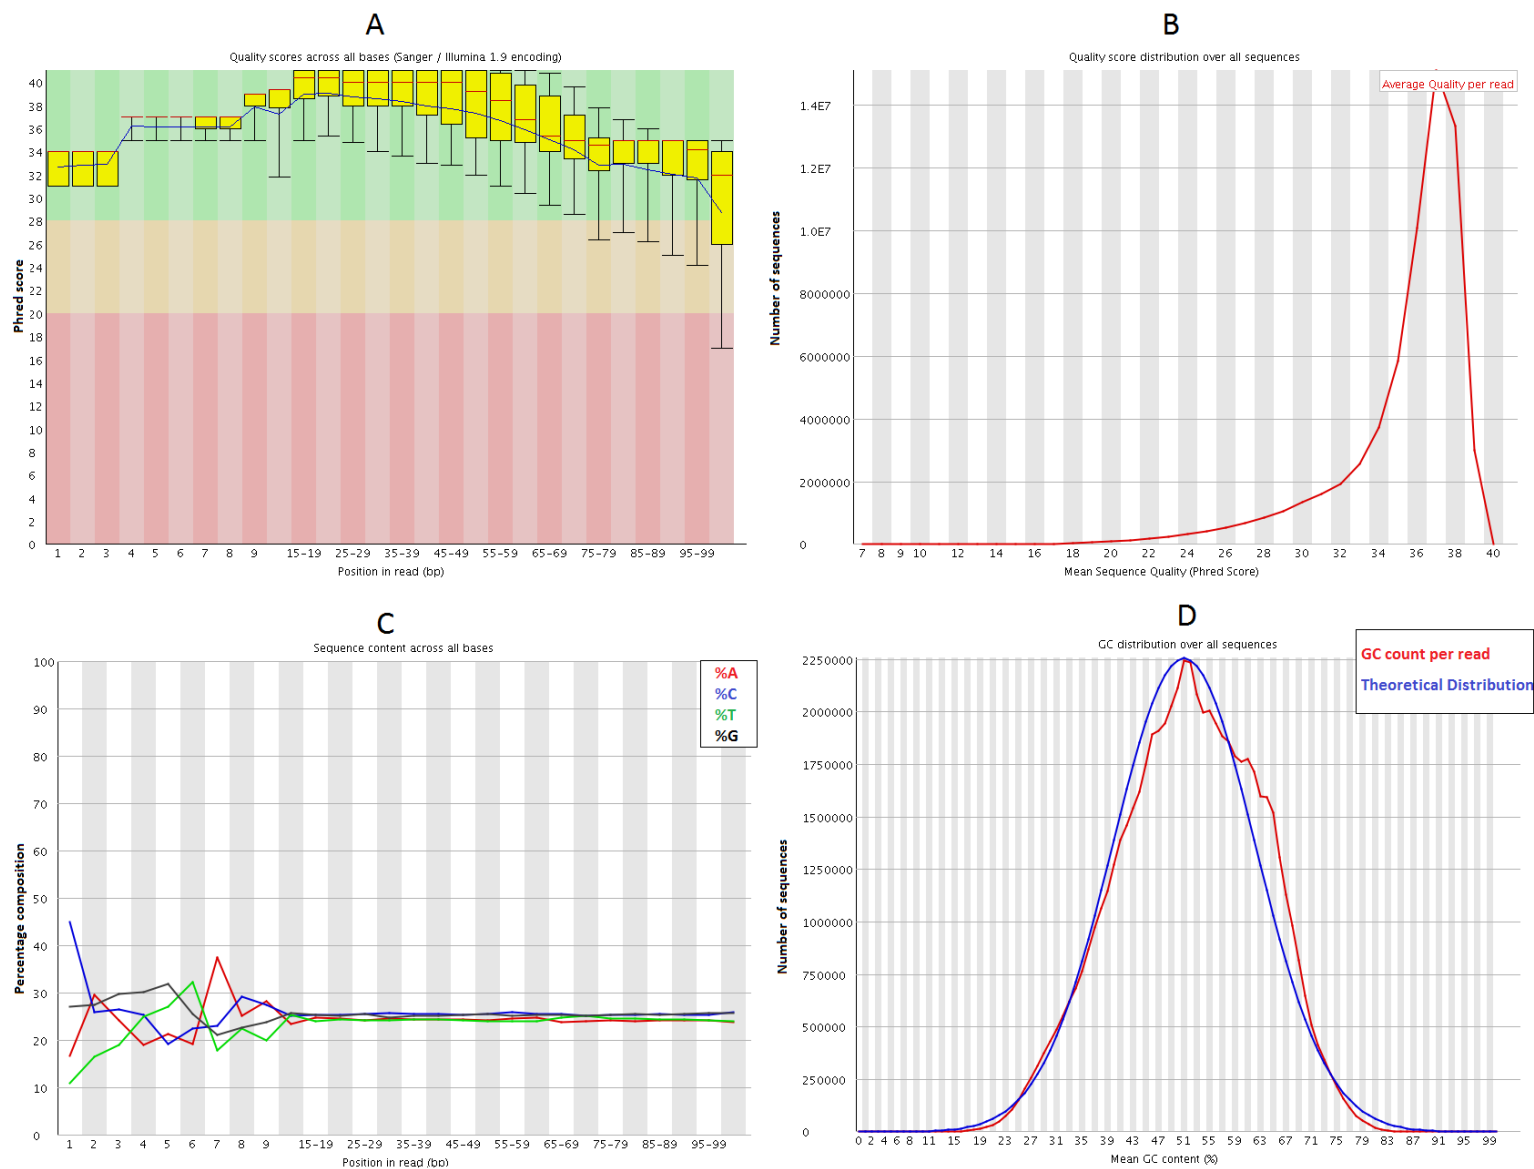 A
Quality scores across all bases (Sanger / Illumina 1.9 encoding)
Phred score
40
38
36
34
32
30
28
26
24
22
20
18
16
14
12
10
8
6
4
2
0
1 2 3 4 5 6 7 8 9 15-19 25-29 35-39 45-49 55-59 65-69 75-79 85-89 95-99
Position in read (bp)
B
Quality score distribution over all sequences
Average Quality per read
Number of sequences
1.4E7
1.2E7
1.0E7
8000000
6000000
4000000
2000000
0
7 8 9 10 12 14 16 18 20 22 24 26 28 30 32 34 36 38 40
Mean Sequence Quality (Phred Score)
C
Sequence content across all bases
%A
%C
%T
%G
Percentage composition
100
90
80
70
60
50
40
30
20
10
0
1 2 3 4 5 6 7 8 9 15-19 25-29 35-39 45-49 55-59 65-69 75-79 85-89 95-99
Position in read (bp)
D
GC distribution over all sequences
GC count per read
Theoretical Distribution
Number of sequences
2250000
2000000
1750000
1500000
1250000
1000000
750000
500000
250000
0
0 2 4 6 8 11 15 19 23 27 31 35 39 43 47 51 55 59 63 67 71 75 79 83 87 91 95 99
Mean GC content (%)